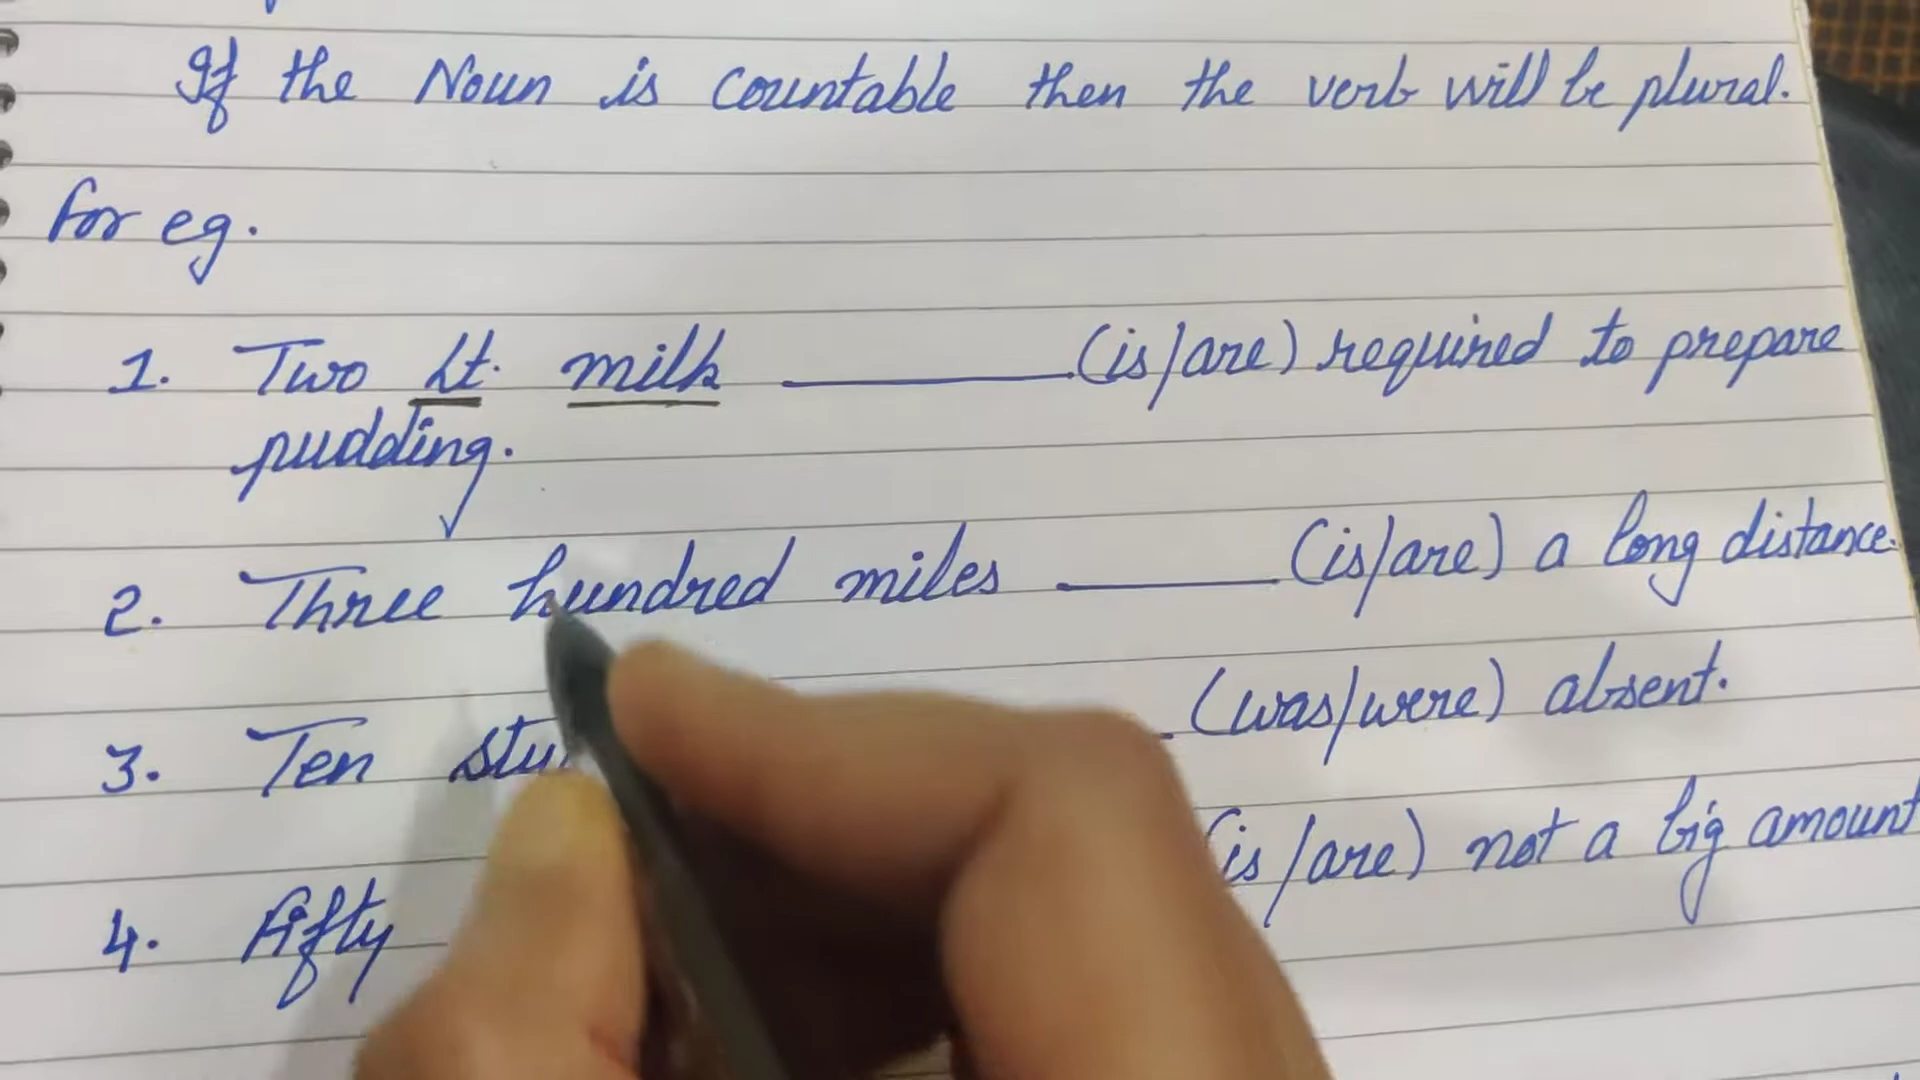 If the Noun is countable then the verb will be plural.
for eg.
1. Two Lt. milk ______ (is/are) required to prepare
pudding.
2. Three hundred miles ______ (is/are) a long distance.
3. Ten (was/were) absent.
4. Fifty (is/are) not a big amount